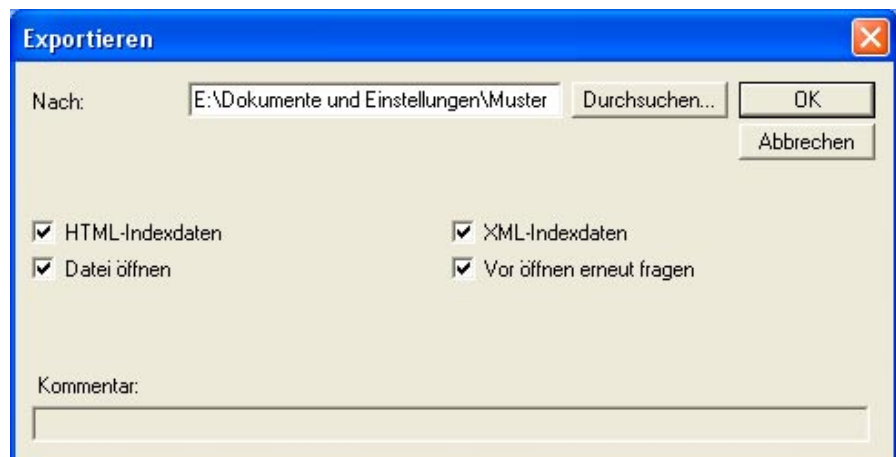 Exportieren
Nach: E:\Dokumente und Einstellungen\Muster Durchsuchen... OK
Abbrechen
HTML-Indexdaten XML-Indexdaten
Datei öffnen Vor öffnen erneut fragen
Kommentar: